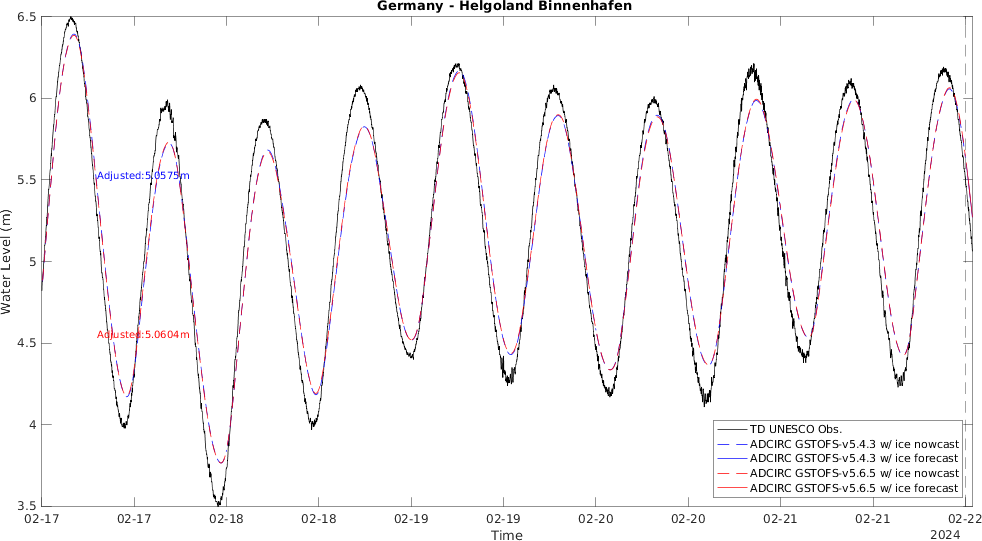 Germany - Helgoland Binnenhafen
Water Level (m)
6.5
6
5.5
5
4.5
4
3.5
Adjusted:5.0575m
Adjusted:5.0604m
TD UNESCO Obs.
ADCIRC GSTOFS-v5.4.3 w/ ice nowcast
ADCIRC GSTOFS-v5.4.3 w/ ice forecast
ADCIRC GSTOFS-v5.6.5 w/ ice nowcast
ADCIRC GSTOFS-v5.6.5 w/ ice forecast
02-17 02-17 02-18 02-18 02-19 02-19 02-20 02-20 02-21 02-21 02-22
Time
2024